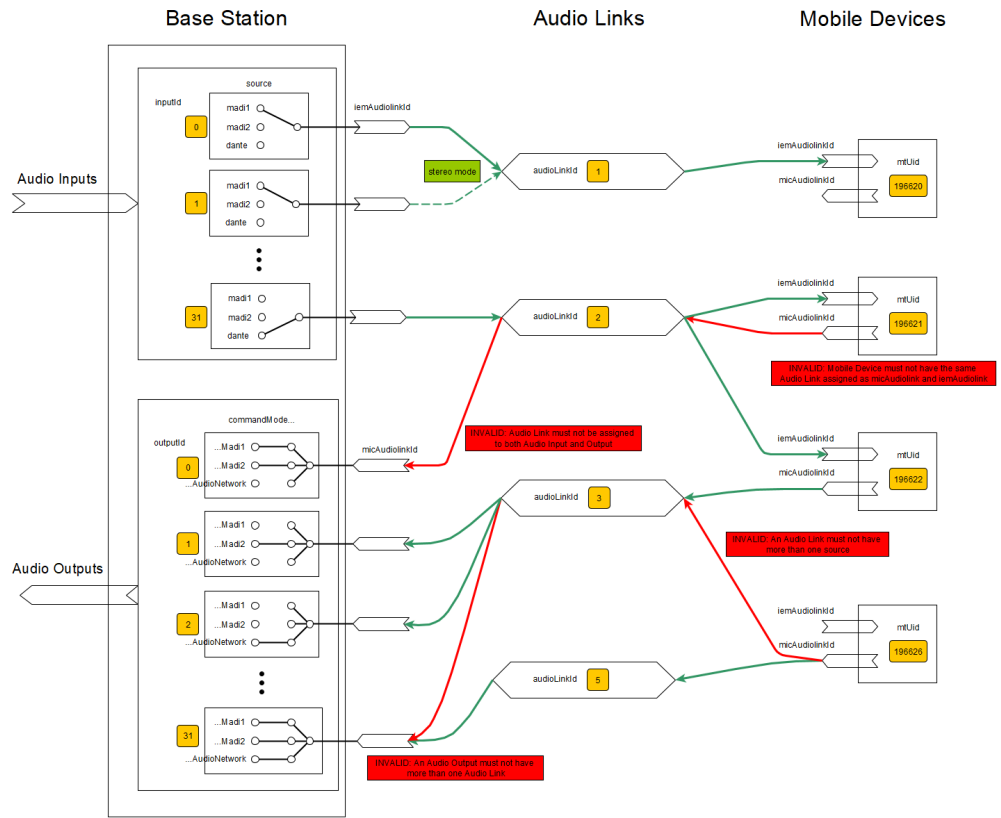 Base Station
Audio Links
Mobile Devices
source
inputId
madi1
0
madi2
dante
iemAudiolinkId
stereo mode
audioLinkId
1
iemAudiolinkId
mtUid
micAudiolinkId
196620
Audio Inputs
madi1
1
madi2
dante
madi1
31
madi2
dante
audioLinkId
2
iemAudiolinkId
mtUid
micAudiolinkId
196621
INVALID: Mobile Device must not have the same
Audio Link assigned as micAudiolink and iemAudiolink
commandMode...
outputId
...Madi1
0
...Madi2
...AudioNetwork
micAudiolinkId
INVALID: Audio Link must not be assigned
to both Audio Input and Output
iemAudiolinkId
mtUid
micAudiolinkId
196622
audioLinkId
3
...Madi1
1
...Madi2
...AudioNetwork
INVALID: An Audio Link must not have
more than one source
Audio Outputs
...Madi1
2
...Madi2
...AudioNetwork
iemAudiolinkId
mtUid
micAudiolinkId
196626
audioLinkId
5
...Madi1
31
...Madi2
...AudioNetwork
INVALID: An Audio Output must not have
more than one Audio Link